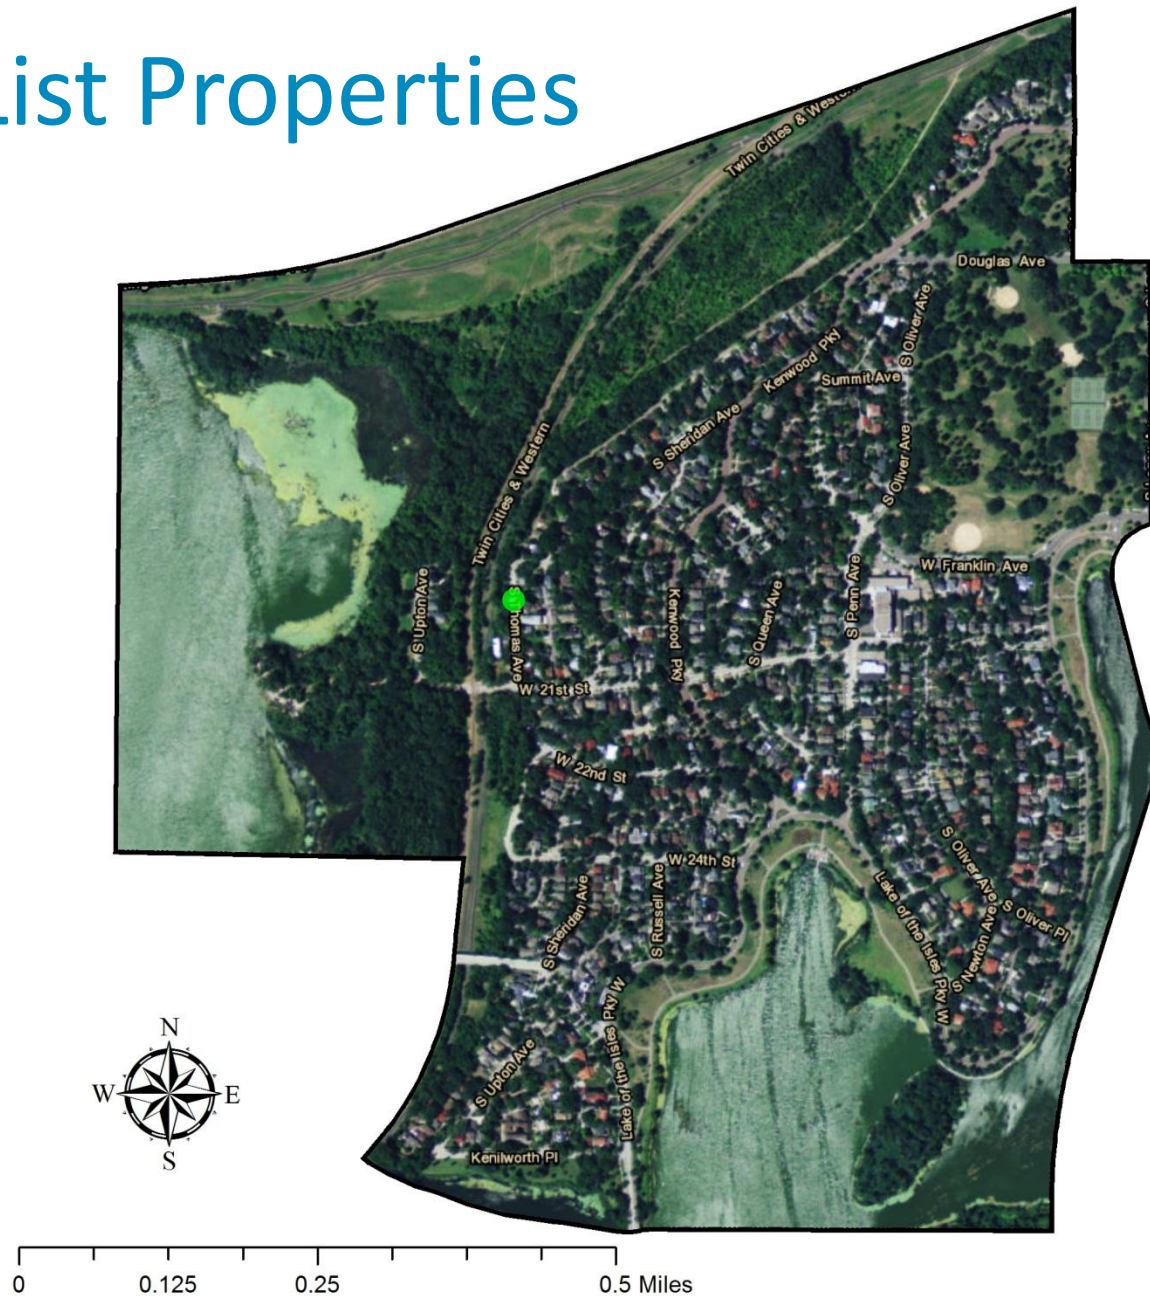 List Properties
Twin Cities & Western
Douglas Ave
S Oliver Ave
Kenwood Pky
Summit Ave
S Sheridan Ave
S Oliver Ave
Twin Cities & Western
W Franklin Ave
S Penn Ave
S Upton Ave
S Thomas Ave
Kenwood Pky
S Queen Ave
W 21st St
W 22nd St
W 24th St
S Oliver Ave
S Oliver Pl
S Sheridan Ave
S Russell Ave
Lake of the Isles Pky W
S Newton Ave
Lake of the Isles Pky W
S Upton Ave
Kenilworth Pl
N
W E
S
0 0.125 0.25 0.5 Miles